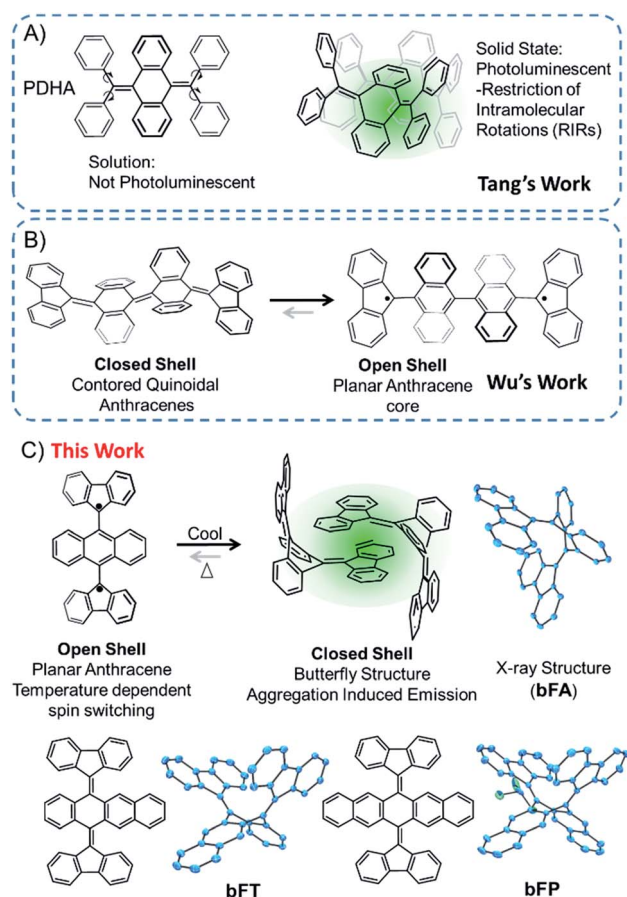 A)
PDHA
Solution:
Not Photoluminescent
Solid State:
Photoluminescent
-Restriction of
Intramolecular
Rotations (RIRs)
Tang's Work
B)
Closed Shell
Contored Quinoidal
Anthracenes
Open Shell
Planar Anthracene
core
Wu's Work
C) This Work
Cool
Δ
Open Shell
Planar Anthracene
Temperature dependent
spin switching
Closed Shell
Butterfly Structure
Aggregation Induced Emission
X-ray Structure
(bFA)
bFT
bFP